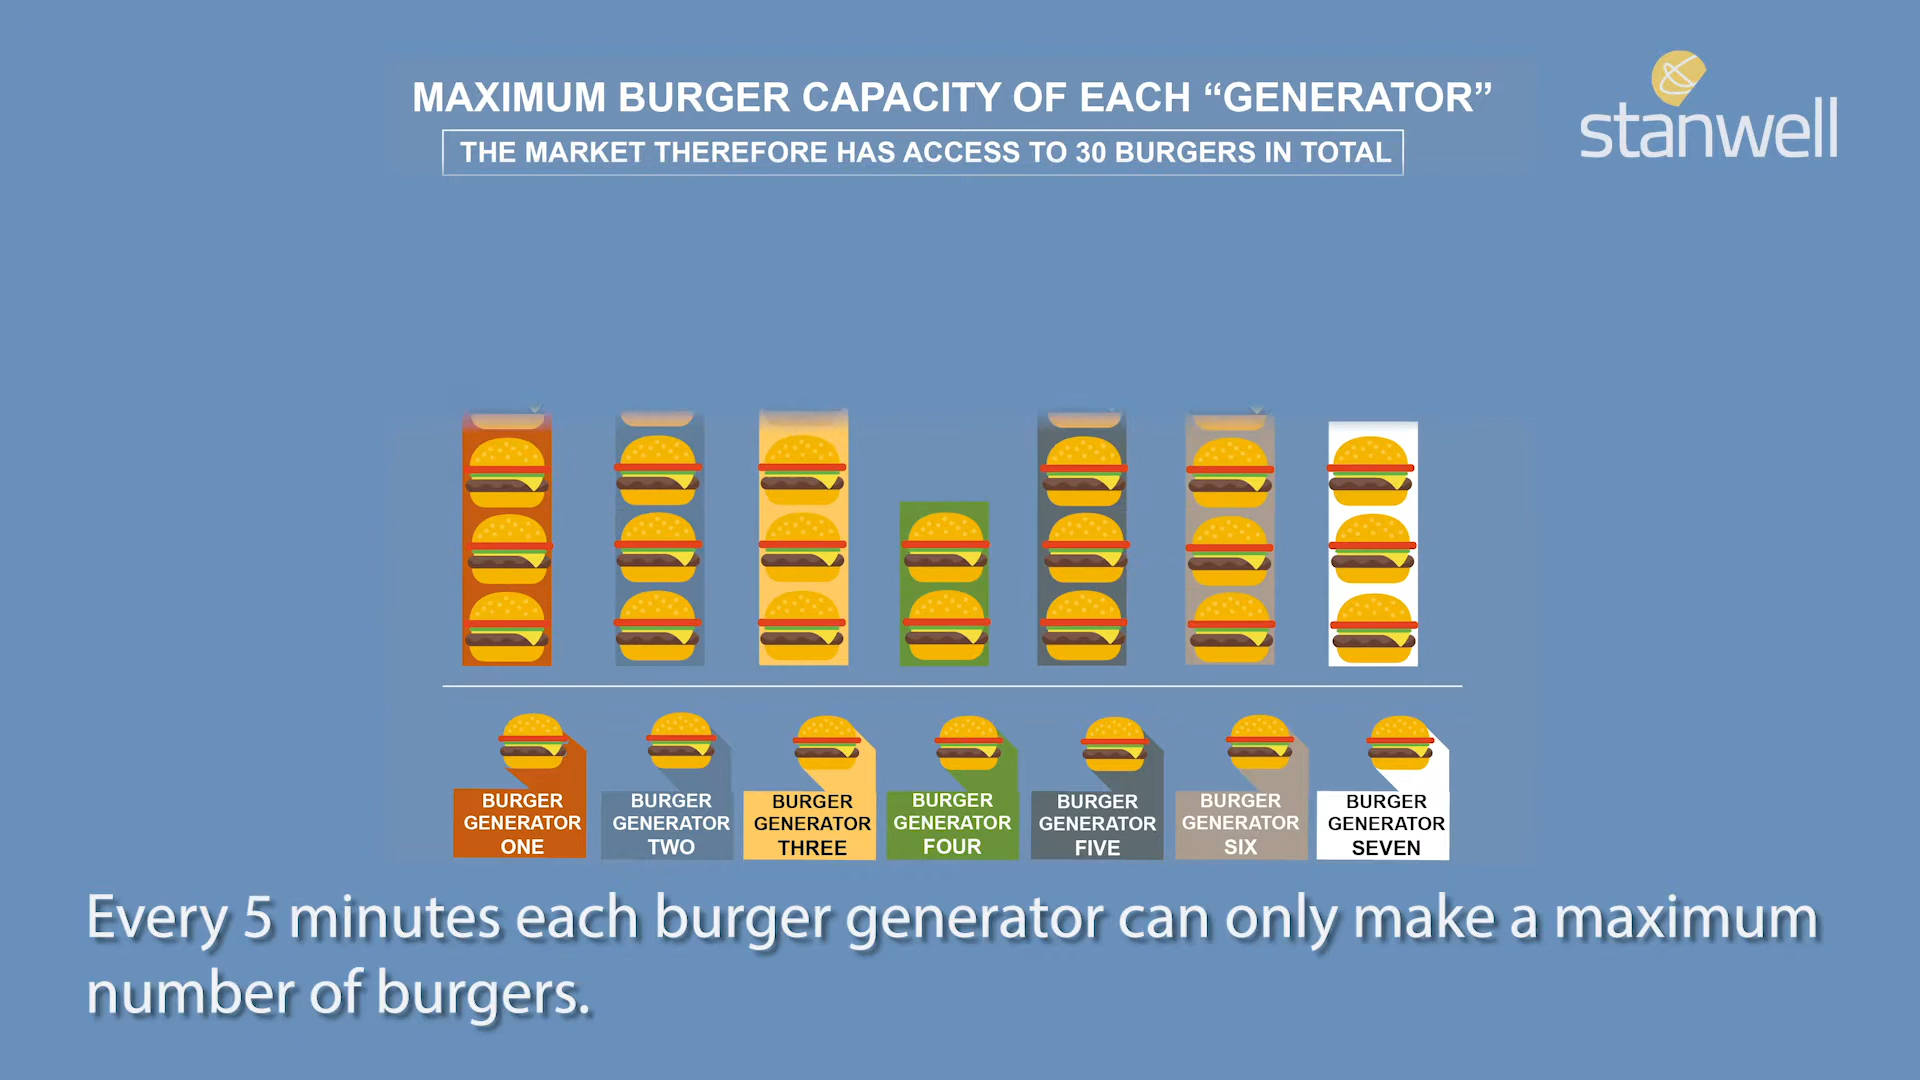 MAXIMUM BURGER CAPACITY OF EACH “GENERATOR”
THE MARKET THEREFORE HAS ACCESS TO 30 BURGERS IN TOTAL
stanwell
BURGER
GENERATOR
ONE
BURGER
GENERATOR
TWO
BURGER
GENERATOR
THREE
BURGER
GENERATOR
FOUR
BURGER
GENERATOR
FIVE
BURGER
GENERATOR
SIX
BURGER
GENERATOR
SEVEN
Every 5 minutes each burger generator can only make a maximum
number of burgers.